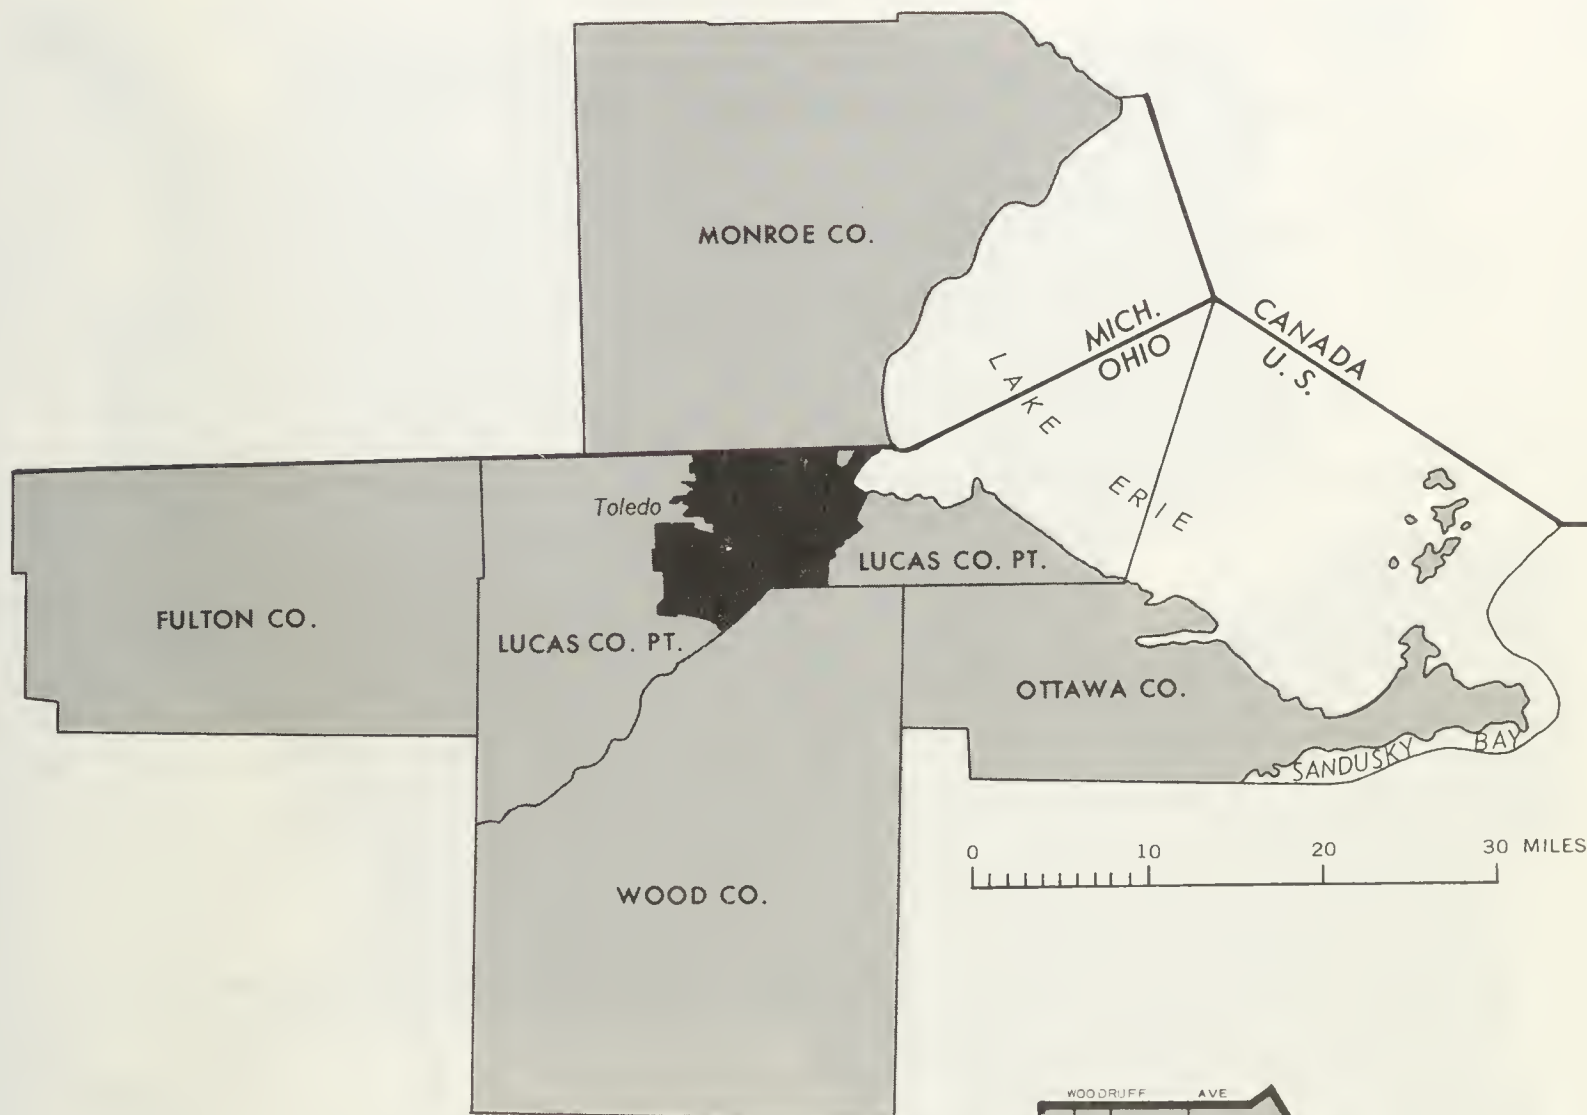 MONROE CO.
MICH.
OHIO
CANADA
U. S.
LAKE
ERIE
Toledo
LUCAS CO. PT.
FULTON CO.
LUCAS CO. PT.
OTTAWA CO.
SANDUSKY BAY
WOOD CO.
0 10 20 30 MILES
WOODRUFF AVE